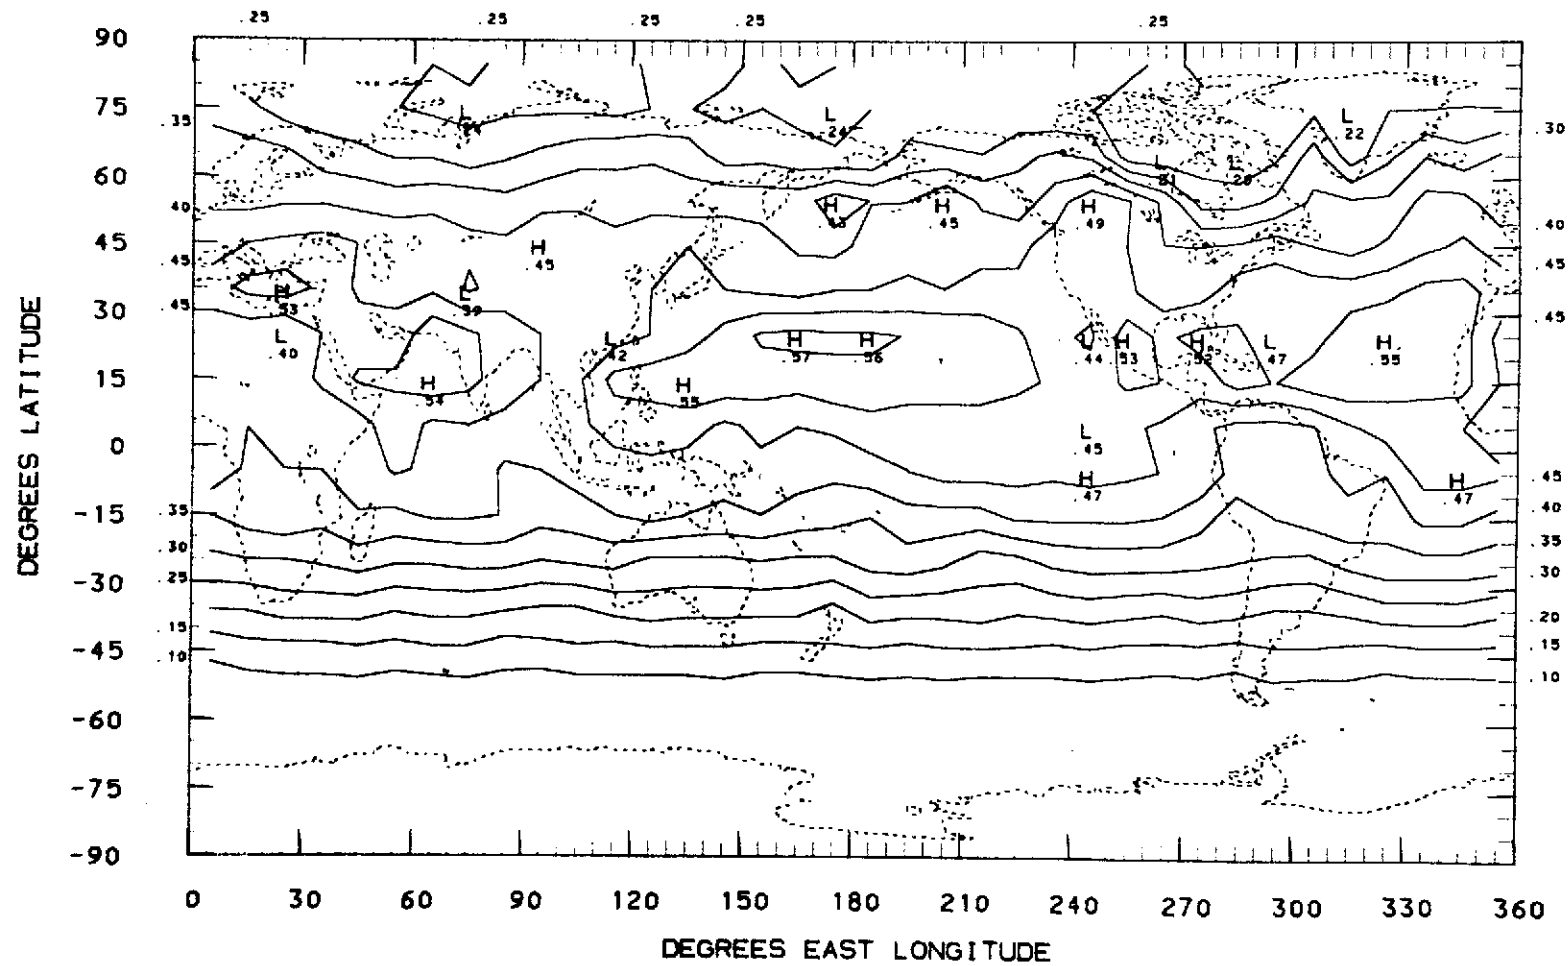 .25 .25 .25 .25
90
75 .35 L L L 24 22 .30
60 L L
.40 H H H H .45 .49 .40
45 .45 H .45 .45
H .53 L .39
30 .45 .45
L .40 L .42 H .57 H .56 L .44 H .53 H .52 L .47 H .55
15 H .54 H .55
0 L .45
H .47 H .47 .45
-15 .35 .40
.30 .35
-30 .25 .30
.20
-45 .15 .15
.10 .10
-60
-75
-90
0 30 60 90 120 150 180 210 240 270 300 330 360
DEGREES EAST LONGITUDE
DEGREES LATITUDE